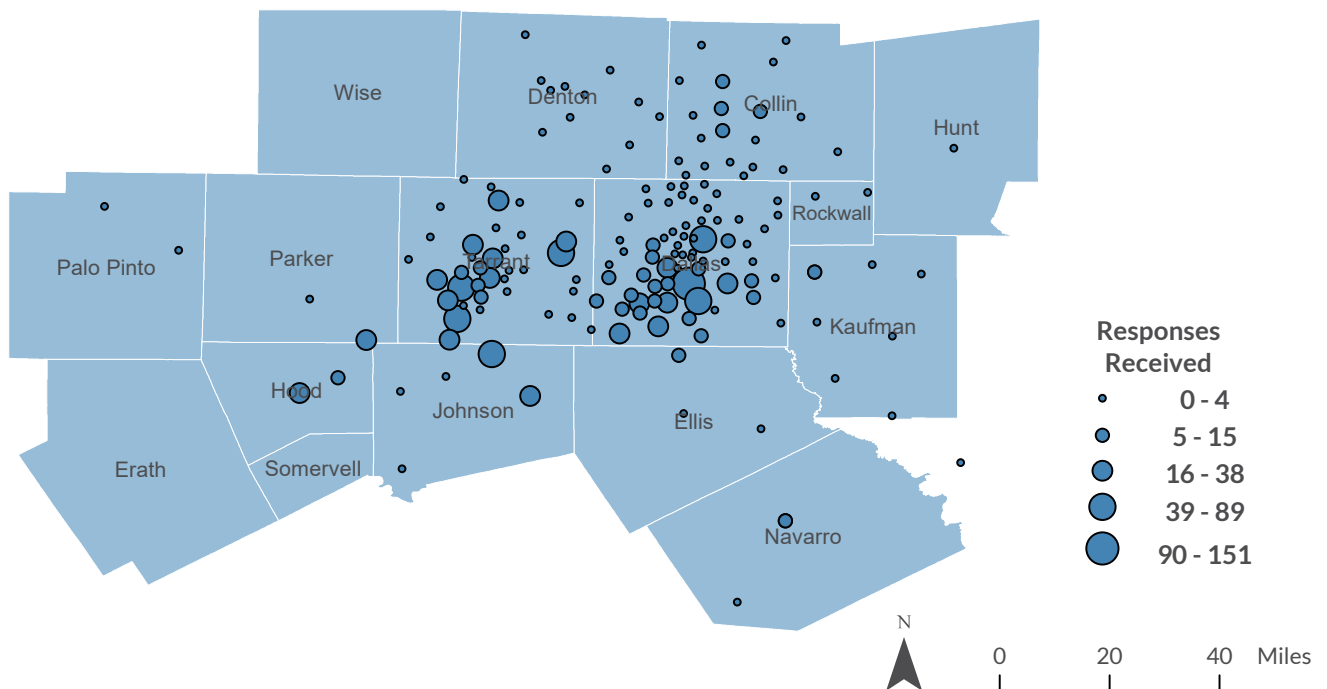 Wise
Denton
Collin
Hunt
Palo Pinto
Parker
Tarrant
Dallas
Rockwall
Kaufman
Hood
Johnson
Ellis
Erath
Somervell
Navarro
Responses
Received
0 - 4
5 - 15
16 - 38
39 - 89
90 - 151
N
0 20 40 Miles